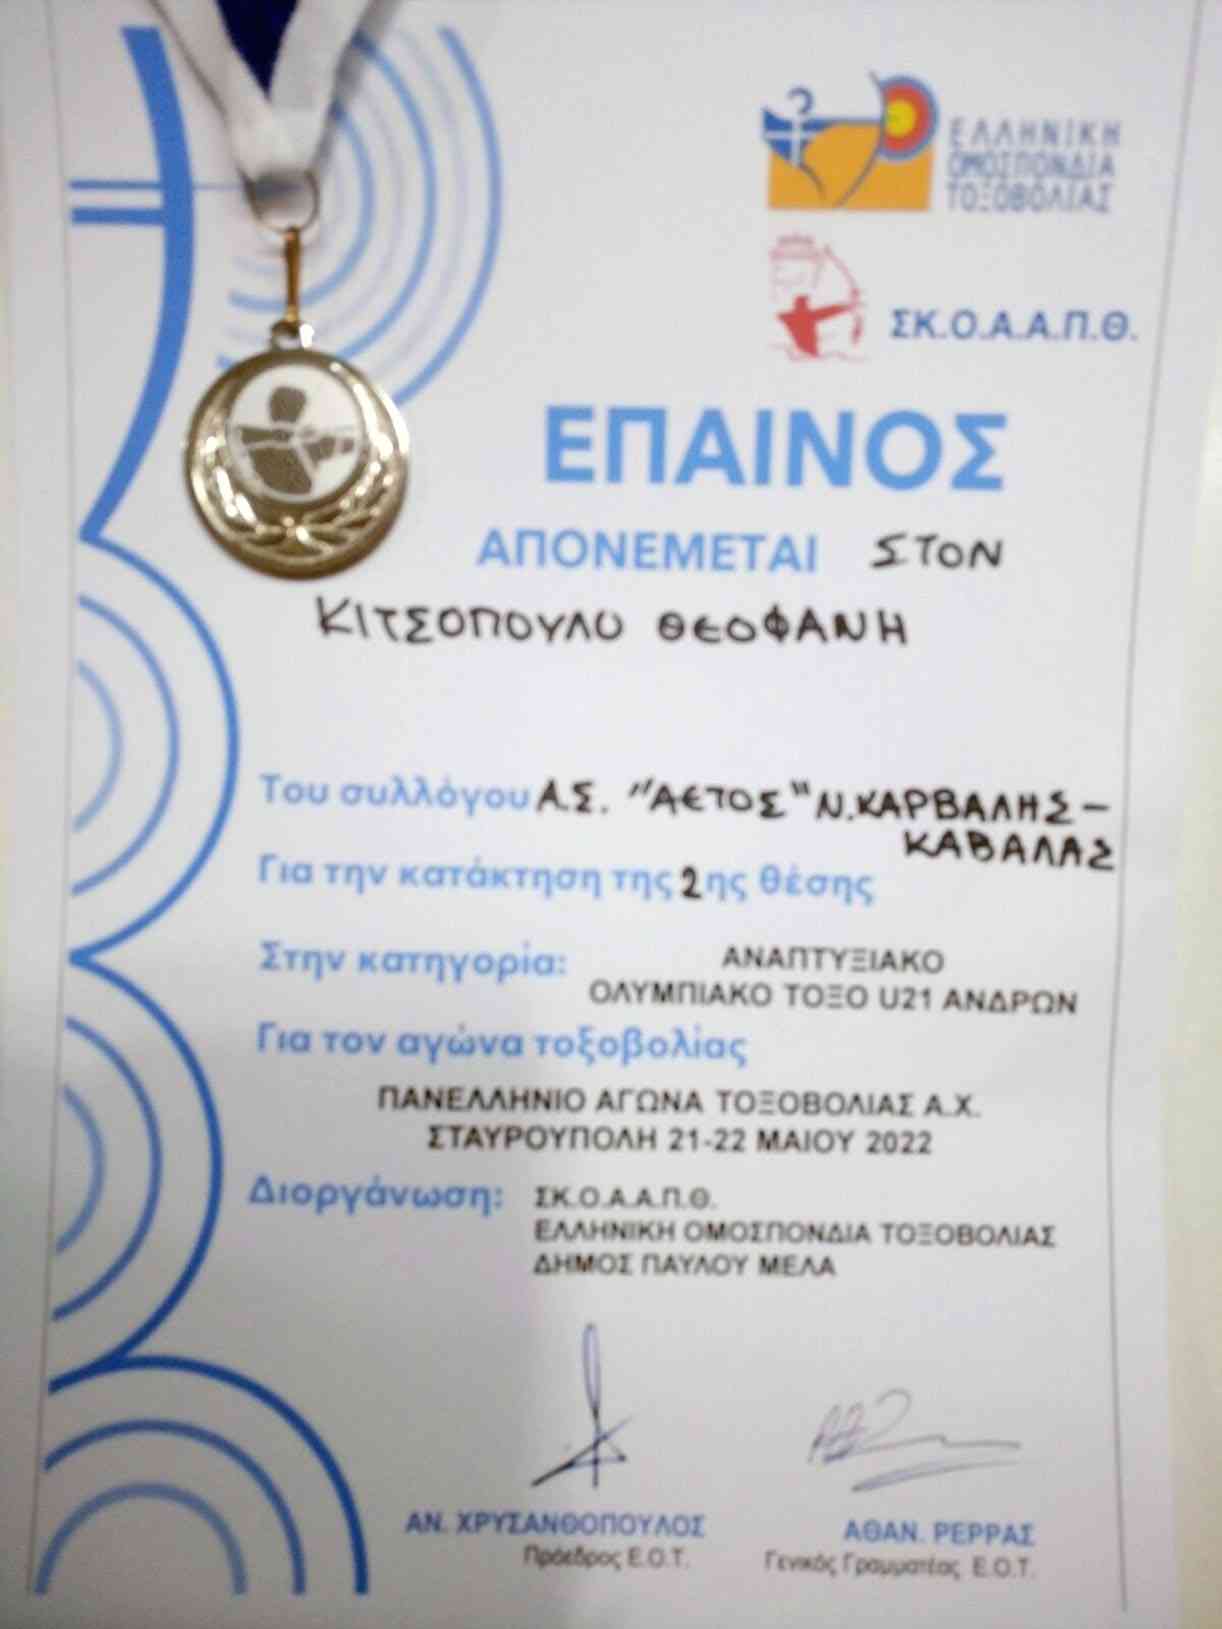 ΕΛΛΗΝΙΚΗ
ΟΜΟΣΠΟΝΔΙΑ
ΤΟΞΟΒΟΛΙΑΣ
ΣΚ.Ο.Α.Α.Π.Θ.
ΕΠΑΙΝΟΣ
ΑΠΟΝΕΜΕΤΑΙ ΣΤΟΝ
ΚΙΤΣΟΠΟΥΛΟ ΘΕΟΦΑΝΗ
Του συλλόγου Α.Σ. "ΑΕΤΟΣ" Ν.ΚΑΡΒΑΛΗΣ-
ΚΑΒΑΛΑΣ
Για την κατάκτηση της 2ης θέσης
Στην κατηγορία: ΑΝΑΠΤΥΞΙΑΚΟ
ΟΛΥΜΠΙΑΚΟ ΤΟΞΟ U21 ΑΝΔΡΩΝ
Για τον αγώνα τοξοβολίας
ΠΑΝΕΛΛΗΝΙΟ ΑΓΩΝΑ ΤΟΞΟΒΟΛΙΑΣ Α.Χ.
ΣΤΑΥΡΟΥΠΟΛΗ 21-22 ΜΑΙΟΥ 2022
Διοργάνωση: ΣΚ.Ο.Α.Α.Π.Θ.
ΕΛΛΗΝΙΚΗ ΟΜΟΣΠΟΝΔΙΑ ΤΟΞΟΒΟΛΙΑΣ
ΔΗΜΟΣ ΠΑΥΛΟΥ ΜΕΛΑ
ΑΝ. ΧΡΥΣΑΝΘΟΠΟΥΛΟΣ
Πρόεδρος Ε.Ο.Τ.
ΑΘΑΝ. ΡΕΡΡΑΣ
Γενικός Γραμματέας Ε.Ο.Τ.